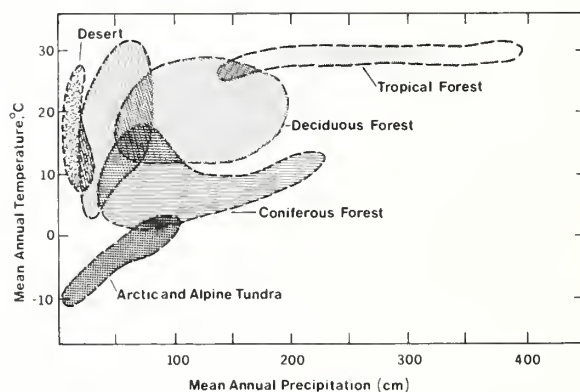 Desert
30
20
10
0
-10
Mean Annual Temperature,°C
Tropical Forest
Deciduous Forest
Coniferous Forest
Arctic and Alpine Tundra
100
200
300
400
Mean Annual Precipitation (cm)